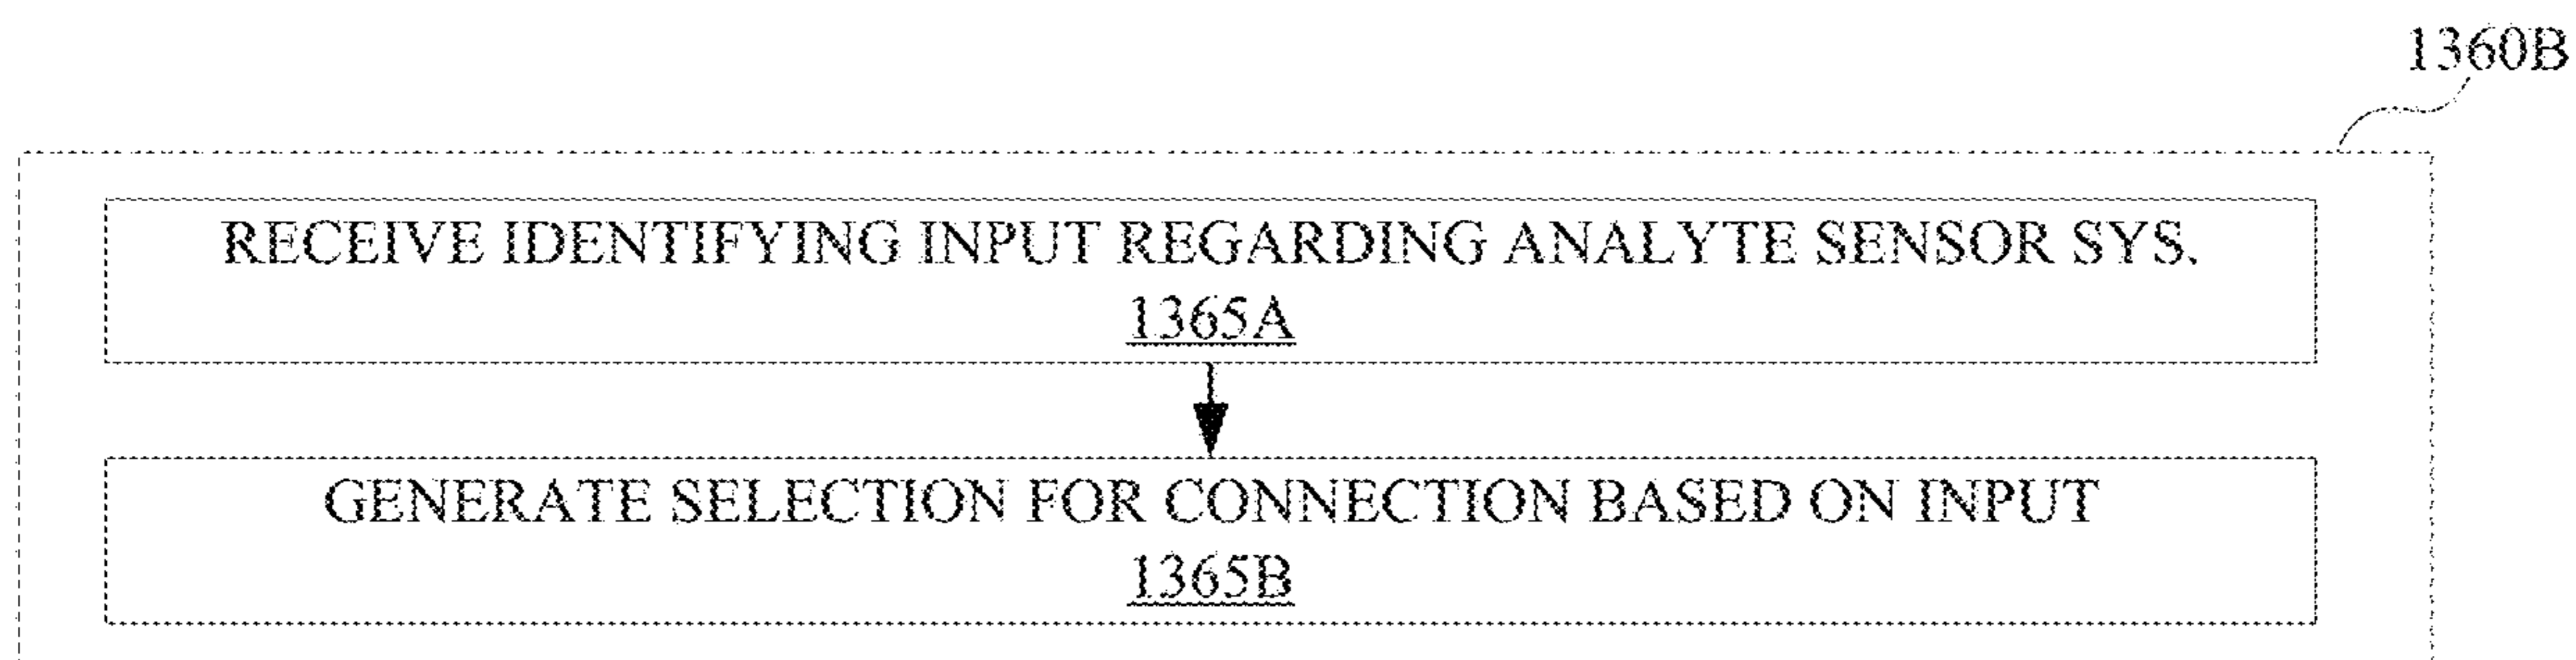 1360B
RECEIVE IDENTIFYING INPUT REGARDING ANALYTE SENSOR SYS.
1365A
GENERATE SELECTION FOR CONNECTION BASED ON INPUT
1365B